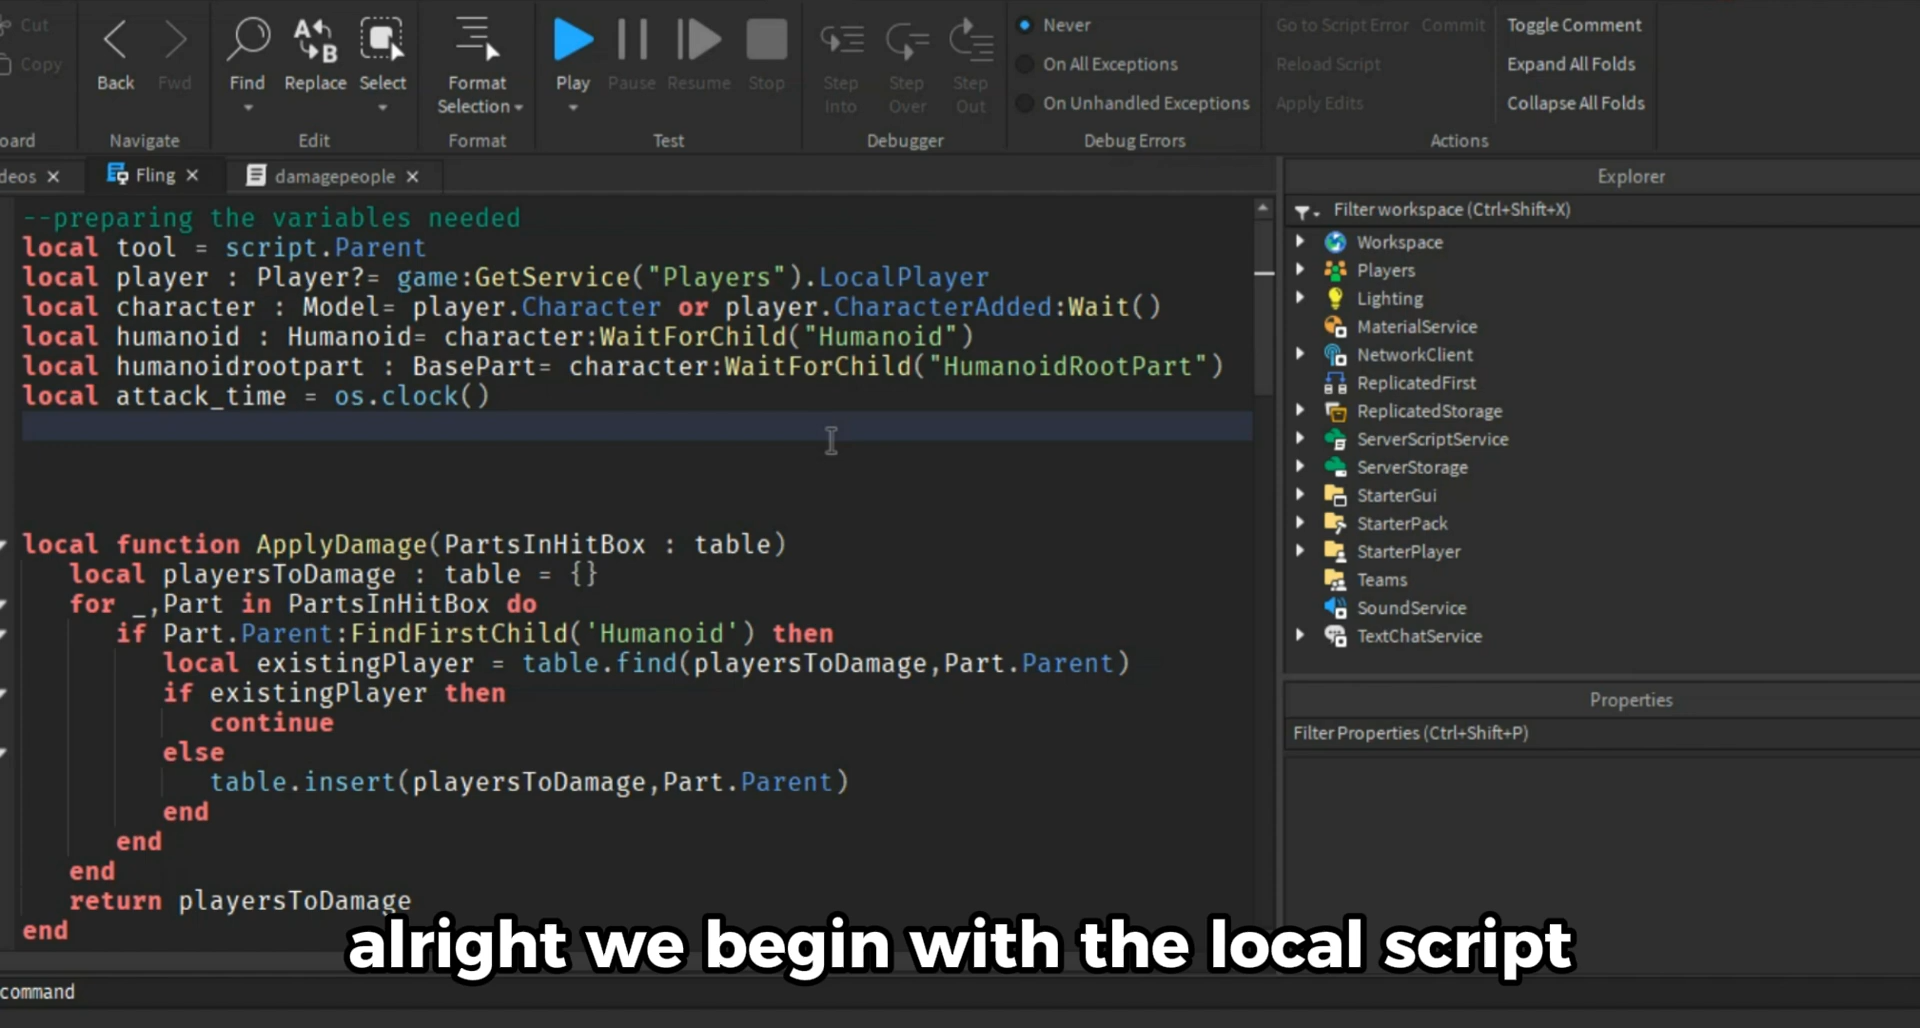 Cut
Copy
oard
Back
Fwd
Navigate
Find
Replace
Select
Edit
Format
Selection
Format
Play
Pause
Resume
Stop
Test
Step
Into
Step
Over
Step
Out
Debugger
Never
On All Exceptions
On Unhandled Exceptions
Debug Errors
Go to Script Error
Commit
Reload Script
Apply Edits
Toggle Comment
Expand All Folds
Collapse All Folds
Actions
deos
Fling
damagepeople
--preparing the variables needed
local tool = script.Parent
local player : Player?= game:GetService("Players").LocalPlayer
local character : Model= player.Character or player.CharacterAdded:Wait()
local humanoid : Humanoid= character:WaitForChild("Humanoid")
local humanoidrootpart : BasePart= character:WaitForChild("HumanoidRootPart")
local attack_time = os.clock()
local function ApplyDamage(PartsInHitBox : table)
local playersToDamage : table = {}
for _,Part in PartsInHitBox do
if Part.Parent:FindFirstChild('Humanoid') then
local existingPlayer = table.find(playersToDamage,Part.Parent)
if existingPlayer then
continue
else
table.insert(playersToDamage,Part.Parent)
end
end
end
return playersToDamage
end
Explorer
Filter workspace (Ctrl+Shift+X)
Workspace
Players
Lighting
MaterialService
NetworkClient
ReplicatedFirst
ReplicatedStorage
ServerScriptService
ServerStorage
StarterGui
StarterPack
StarterPlayer
Teams
SoundService
TextChatService
Properties
Filter Properties (Ctrl+Shift+P)
alright we begin with the local script
command